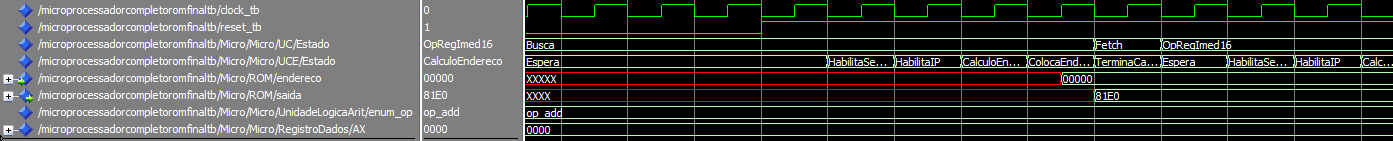 /microprocessadorcompletoromfinaltb/clock_tb 0
/microprocessadorcompletoromfinaltb/reset_tb 1
/microprocessadorcompletoromfinaltb/Micro/Micro/UC/Estado OpRegImed16 Busca Fetch OpRegImed16
/microprocessadorcompletoromfinaltb/Micro/Micro/UCE/Estado CalculoEndereco Espera HabilitaSe... HabilitaIP CalculoEn... ColocaEnd... TerminaCa... Espera HabilitaSe... HabilitaIP Calc...
/microprocessadorcompletoromfinaltb/Micro/ROM/endereco 00000 XXXXX 00000
/microprocessadorcompletoromfinaltb/Micro/ROM/saida 81E0 XXXX 81E0
/microprocessadorcompletoromfinaltb/Micro/Micro/UnidadeLogicaArit/enum_op op_add op_add
/microprocessadorcompletoromfinaltb/Micro/Micro/RegistroDados/AX 0000 0000